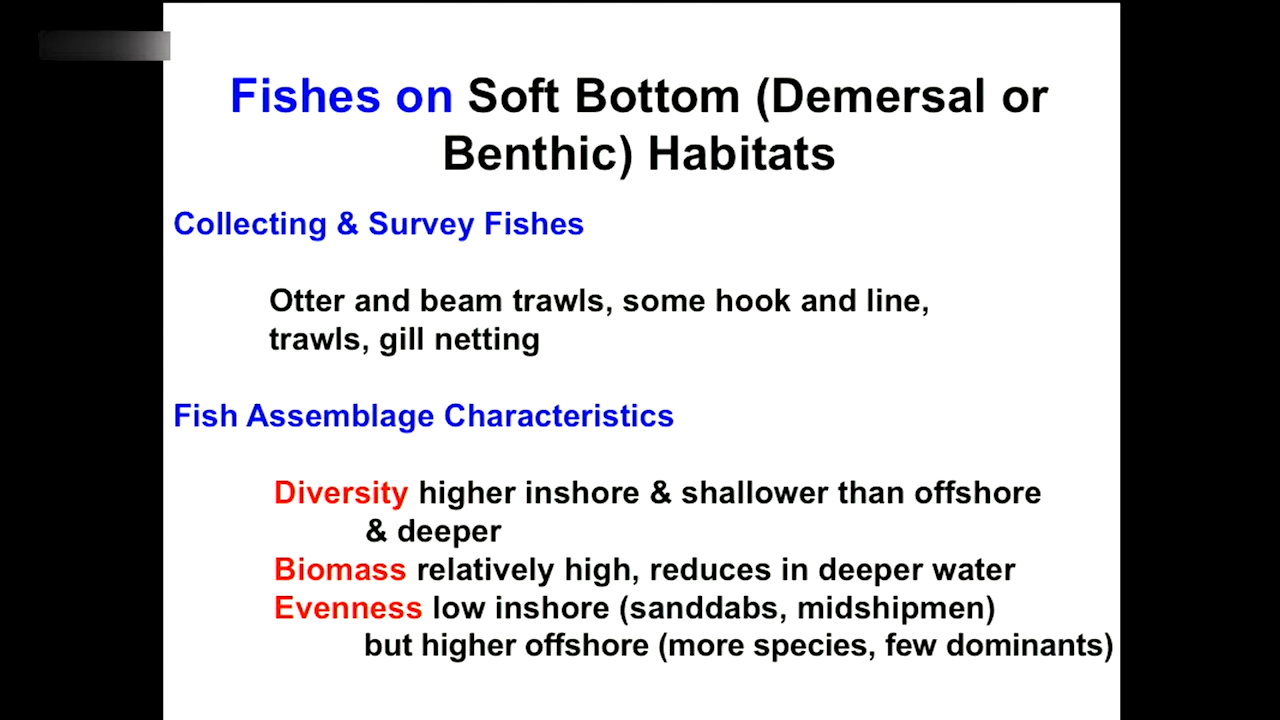 Fishes on Soft Bottom (Demersal or
Benthic) Habitats
Collecting & Survey Fishes
Otter and beam trawls, some hook and line,
trawls, gill netting
Fish Assemblage Characteristics
Diversity higher inshore & shallower than offshore
& deeper
Biomass relatively high, reduces in deeper water
Evenness low inshore (sanddabs, midshipmen)
but higher offshore (more species, few dominants)